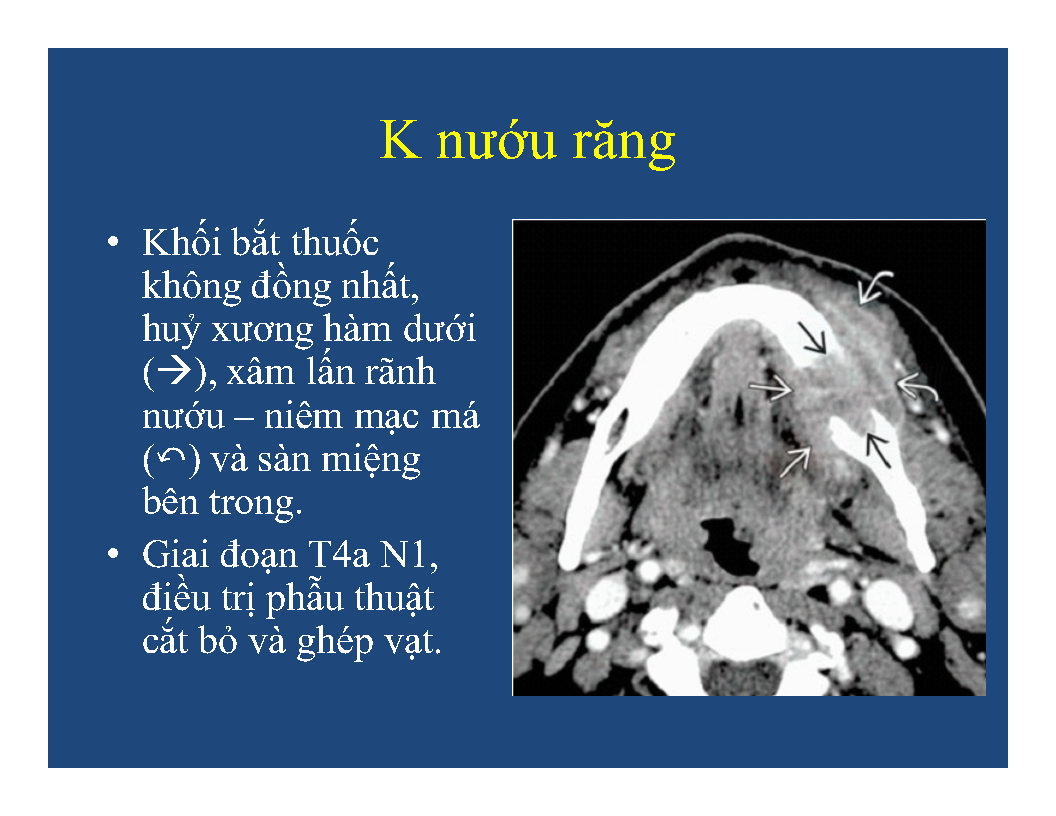 K nướu răng
• Khối bắt thuốc
không đồng nhất,
huỷ xương hàm dưới
(→), xâm lấn rãnh
nướu – niêm mạc má
(⤺) và sàn miệng
bên trong.
• Giai đoạn T4a N1,
điều trị phẫu thuật
cắt bỏ và ghép vạt.